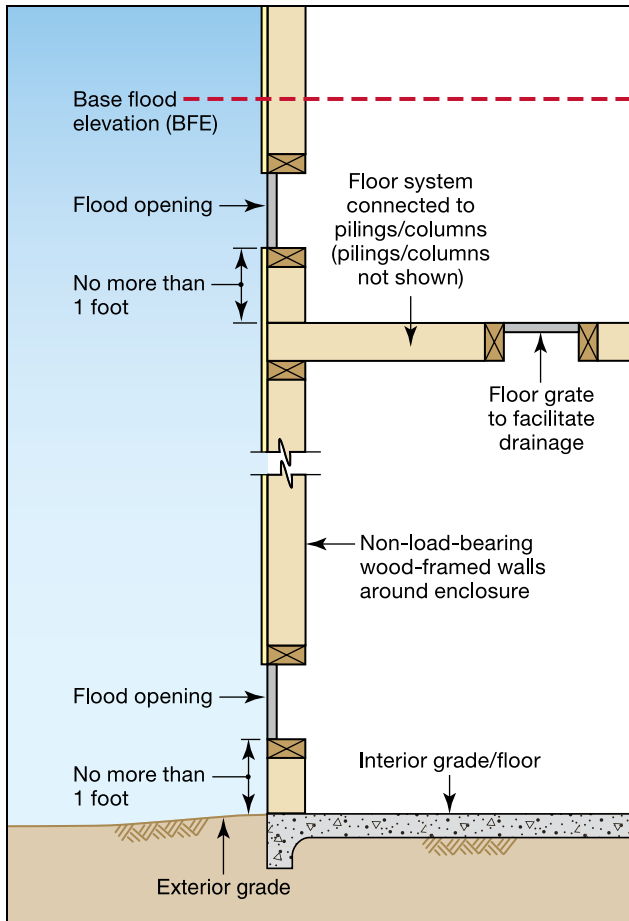 Base flood
elevation (BFE)
Flood opening
Floor system
connected to
pilings/columns
(pilings/columns
not shown)
No more than
1 foot
Floor grate
to facilitate
drainage
Non-load-bearing
wood-framed walls
around enclosure
Flood opening
No more than
1 foot
Interior grade/floor
Exterior grade